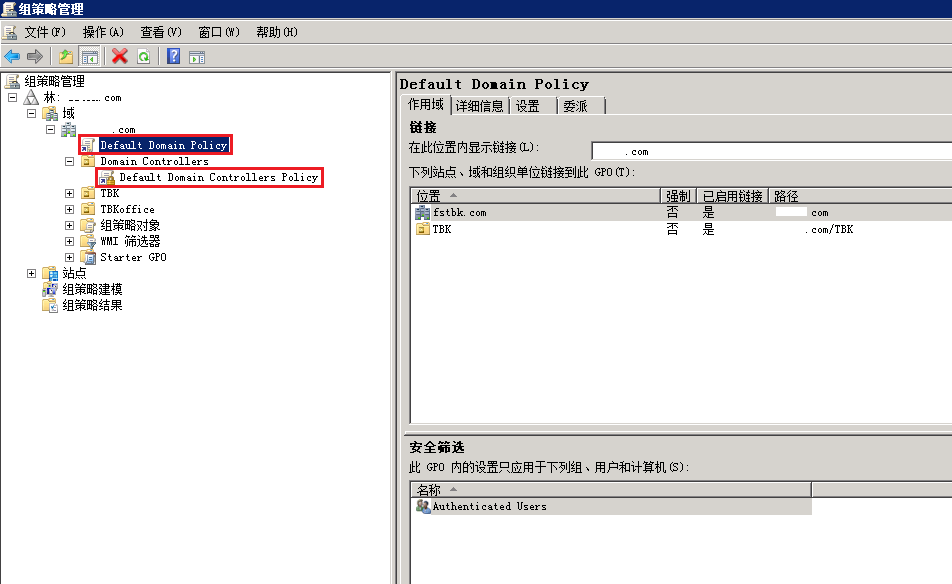 组策略管理
文件(F) 操作(A) 查看(V) 窗口(W) 帮助(H)
组策略管理
林: .com
域
.com
Default Domain Policy
Domain Controllers
Default Domain Controllers Policy
TBK
TBKoffice
组策略对象
WMI 筛选器
Starter GPO
站点
组策略建模
组策略结果
Default Domain Policy
作用域 详细信息 设置 委派
链接
在此位置内显示链接(L): .com
下列站点、域和组织单位链接到此 GPO(T):
位置 强制 已启用链接 路径
fstbk.com 否 是 com
TBK 否 是 .com/TBK
安全筛选
此 GPO 内的设置只应用于下列组、用户和计算机(S):
名称
Authenticated Users